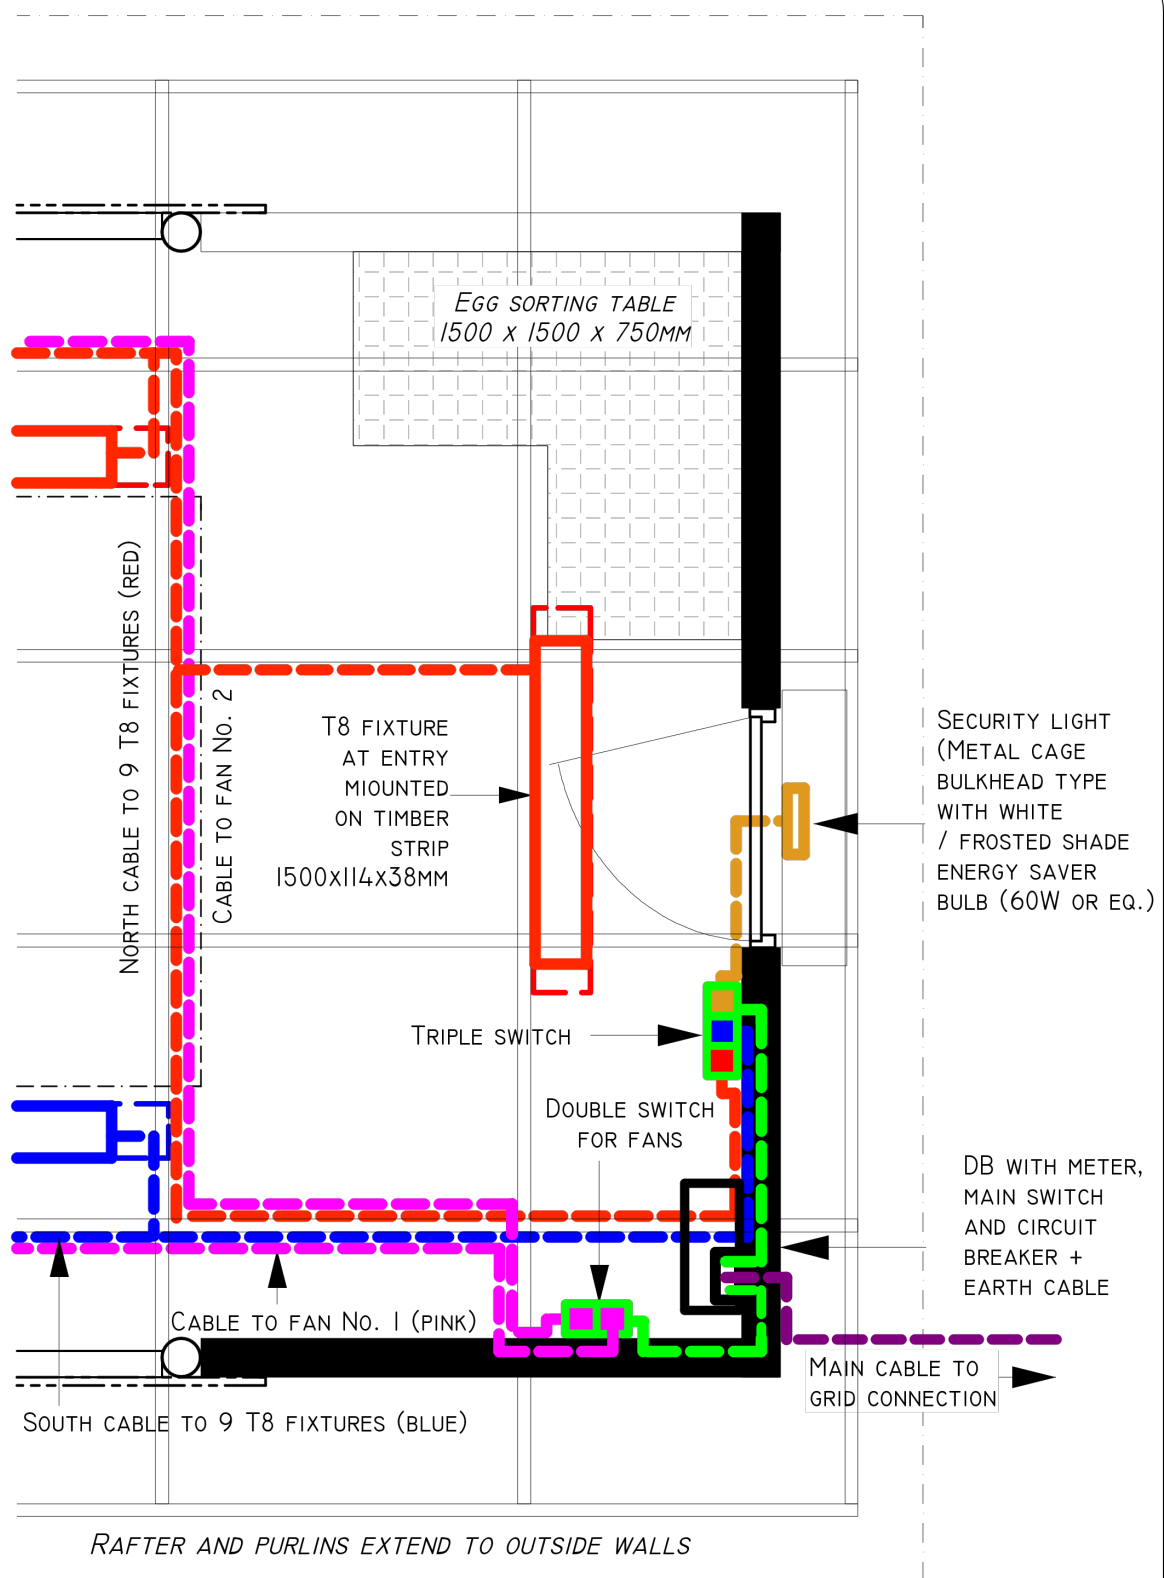 Egg sorting table
1500 x 1500 x 750mm
North cable to 9 T8 fixtures (red)
Cable to fan No. 2
T8 fixture
at entry
miounted
on timber
strip
1500x114x38mm
Security light
(Metal cage
bulkhead type
with white
/ frosted shade
energy saver
bulb (60W or eq.)
Triple switch
Double switch
for fans
DB with meter,
main switch
and circuit
breaker +
earth cable
Cable to fan No. 1 (pink)
Main cable to
grid connection
South cable to 9 T8 fixtures (blue)
Rafter and purlins extend to outside walls